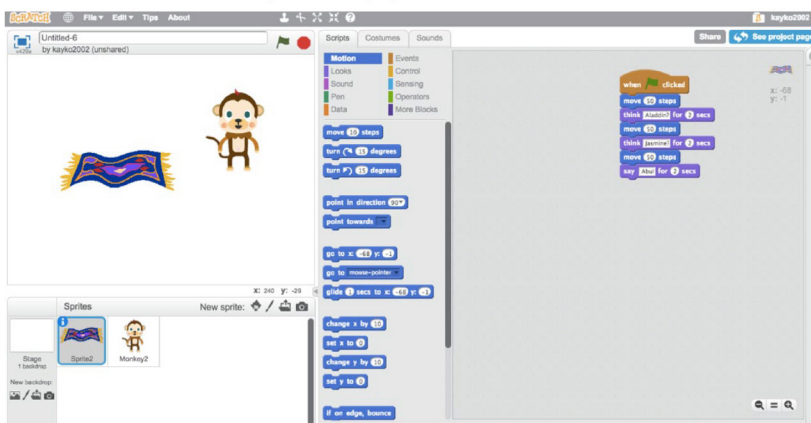 SCRATCH File Edit Tips About kayko2002
Untitled-6
by kayko2002 (unshared)
Scripts Costumes Sounds
Share See project page
Motion Events
Looks Control
Sound Sensing
Pen Operators
Data More Blocks
move 10 steps
turn 15 degrees
turn 15 degrees
point in direction 90
point towards
go to x: -68 y: -1
go to mouse-pointer
glide 1 secs to x: -68 y: -1
change x by 10
set x to 0
change y by 10
set y to 0
if on edge, bounce
when clicked
move 50 steps
think Aladdin? for 2 secs
move 50 steps
think Jasmine? for 2 secs
move 50 steps
say Abu! for 2 secs
x: -68
y: -1
X: 240 Y: -29
Sprites New sprite:
Stage
1 backdrop
New backdrop:
Sprite2
Monkey2